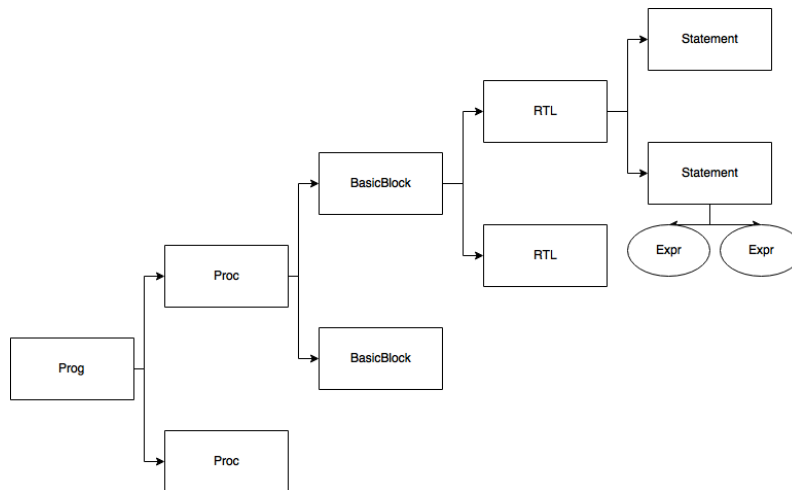 Statement
RTL
Statement
BasicBlock
Expr
Expr
RTL
Proc
BasicBlock
Prog
Proc